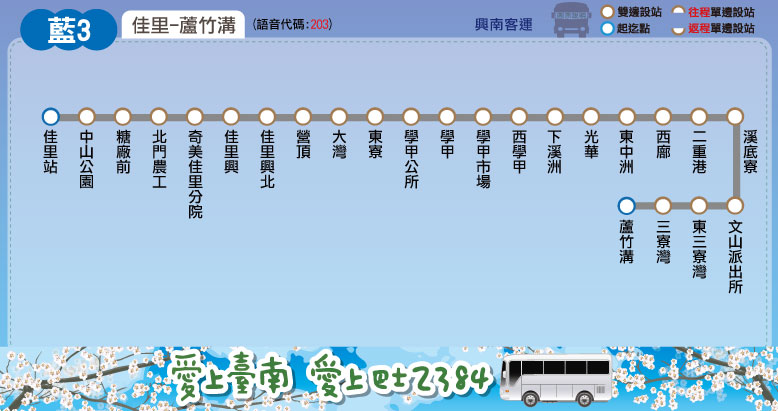 藍3
佳里-蘆竹溝
(語音代碼:203)
興南客運
雙邊設站
起迄點
往程單邊設站
返程單邊設站
佳里站
中山公園
糖廠前
北門農工
奇美佳里分院
佳里興
佳里興北
營頂
大灣
東寮
學甲公所
學甲
學甲市場
西學甲
下溪洲
光華
東中洲
西廍
二重港
溪底寮
文山派出所
東三寮灣
三寮灣
蘆竹溝
愛上臺南 愛上巴士2384